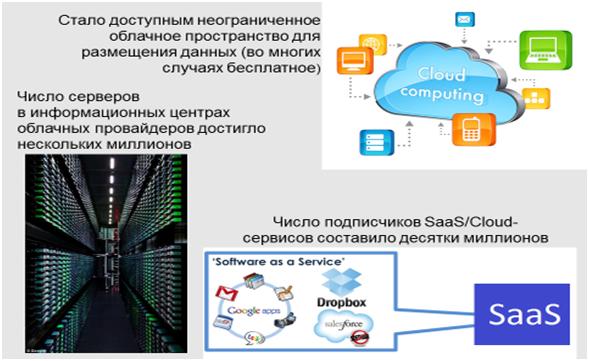 Стало доступным неограниченное
облачное пространство для
размещения данных (во многих
случаях бесплатное)
Cloud
computing
Число серверов
в информационных центрах
облачных провайдеров достигло
нескольких миллионов
Число подписчиков SaaS/Cloud-
сервисов составило десятки миллионов
'Software as a Service'
Google apps
Dropbox
salesforce
SaaS
© Google